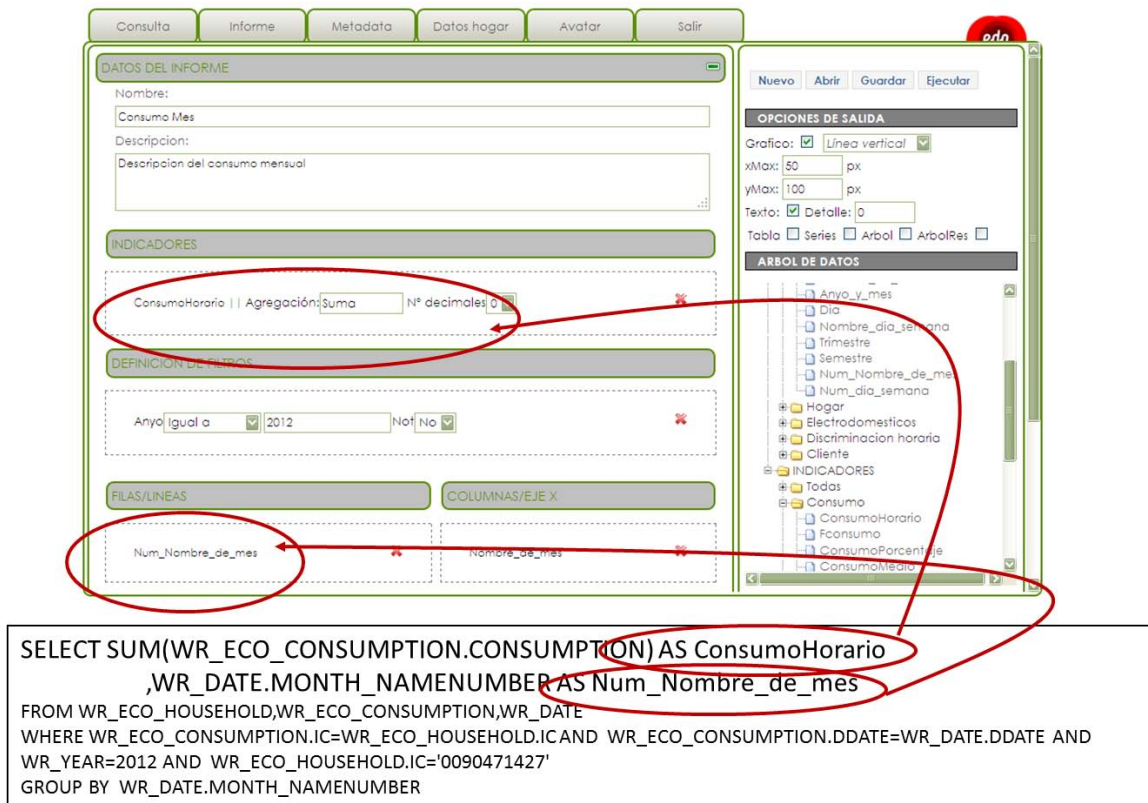 Consulta Informe Metadata Datos hogar Avatar Salir
edp
DATOS DEL INFORME
Nombre:
Consumo Mes
Descripcion:
Descripcion del consumo mensual
INDICADORES
ConsumoHorario || Agregación: Suma Nº decimales 0
DEFINICION DE FILTROS
Anyo Igual a 2012 Not No
FILAS/LINEAS
COLUMNAS/EJE X
Num_Nombre_de_mes
Nombre_de_mes
Nuevo Abrir Guardar Ejecular
OPCIONES DE SALIDA
Grafico: Línea vertical
xMax: 50 px
yMax: 100 px
Texto: Detalle: 0
Tabla Series Arbol ArbolRes
ARBOL DE DATOS
Anyo_y_mes
Dia
Nombre_dia_semana
Trimestre
Semestre
Num_Nombre_de_mes
Num_dia_semana
Hogar
Electrodomesticos
Discriminacion horaria
Cliente
INDICADORES
Todas
Consumo
ConsumoHorario
Fconsumo
ConsumoPorcentaje
ConsumoMedio
SELECT SUM(WR_ECO_CONSUMPTION.CONSUMPTION) AS ConsumoHorario
,WR_DATE.MONTH_NAMENUMBER AS Num_Nombre_de_mes
FROM WR_ECO_HOUSEHOLD,WR_ECO_CONSUMPTION,WR_DATE
WHERE WR_ECO_CONSUMPTION.IC=WR_ECO_HOUSEHOLD.IC AND WR_ECO_CONSUMPTION.DDATE=WR_DATE.DDATE AND
WR_YEAR=2012 AND WR_ECO_HOUSEHOLD.IC='0090471427'
GROUP BY WR_DATE.MONTH_NAMENUMBER